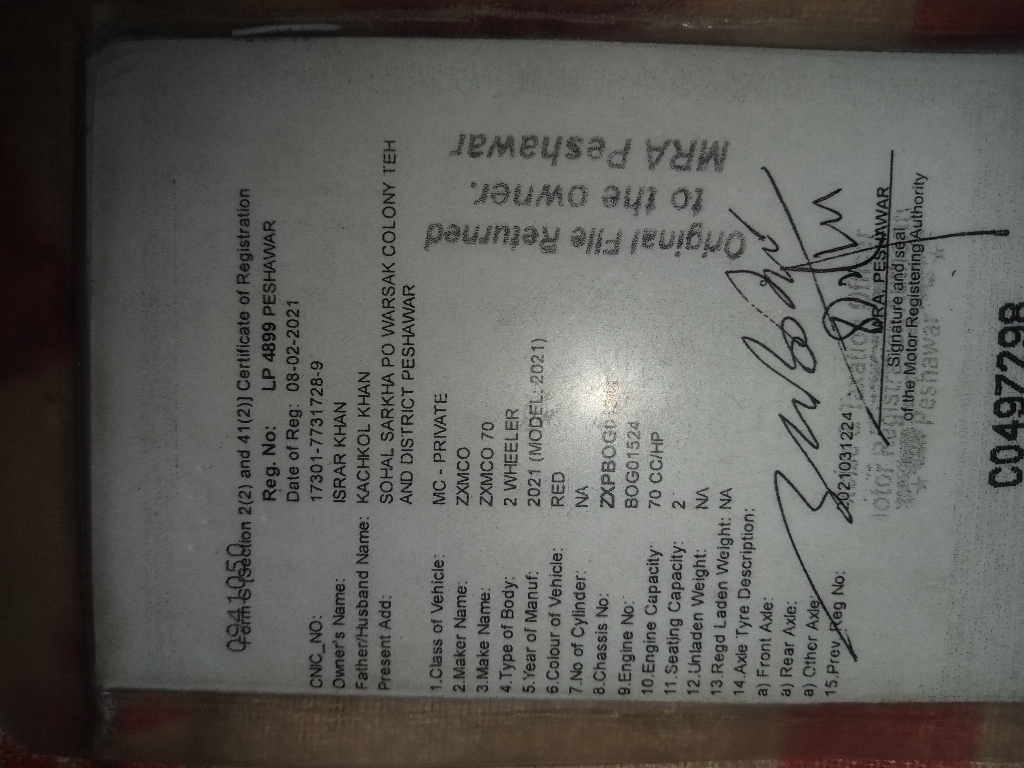 0941050
Form G [Section 2(2) and 41(2)] Certificate of Registration
Reg. No: LP 4899 PESHAWAR
Date of Reg: 08-02-2021
CNIC_NO: 17301-7731728-9
Owner's Name: ISRAR KHAN
Father/Husband Name: KACHKOL KHAN
Present Add: SOHAL SARKHA PO WARSAK COLONY TEH
AND DISTRICT PESHAWAR
1.Class of Vehicle: MC - PRIVATE
2.Maker Name: ZXMCO
3.Make Name: ZXMCO 70
4.Type of Body: 2 WHEELER
5.Year of Manuf: 2021 (MODEL: 2021)
6.Colour of Vehicle: RED
7.No of Cylinder: NA
8.Chassis No:
9.Engine No: BOG01524
10.Engine Capacity: 70 CC/HP
11.Seating Capacity: 2
12.Unladen Weight: NA
13.Regd Laden Weight: NA
14.Axle Tyre Description:
a) Front Axle:
a) Rear Axle:
a) Other Axle:
15.Prev. Reg No: 2021031224
Original File Returned
to the owner.
MRA Peshawar
MRA, PESHAWAR
Signature and seal
of the Motor Registering Authority
Peshawar
C0497298